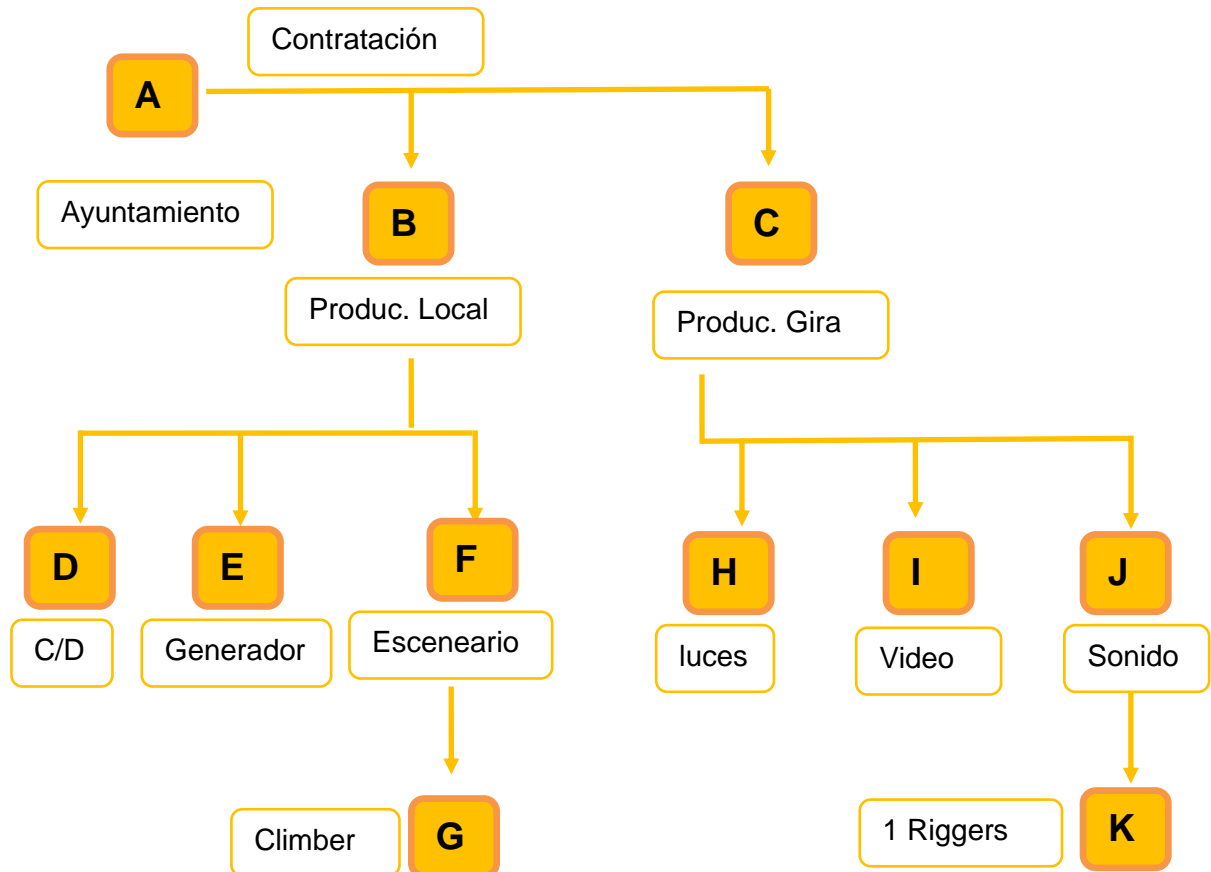 Contratación
A
Ayuntamiento
B
C
Produc. Local
Produc. Gira
D
E
F
H
I
J
C/D
Generador
Esceneario
luces
Video
Sonido
Climber
G
1 Riggers
K